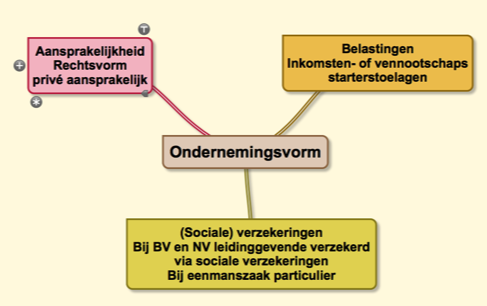 Aansprakelijkheid
Rechtsvorm
privé aansprakelijk
Belastingen
Inkomsten- of vennootschaps
starterstoelagen
Ondernemingsvorm
(Sociale) verzekeringen
Bij BV en NV leidinggevende verzekerd
via sociale verzekeringen
Bij eenmanszaak particulier